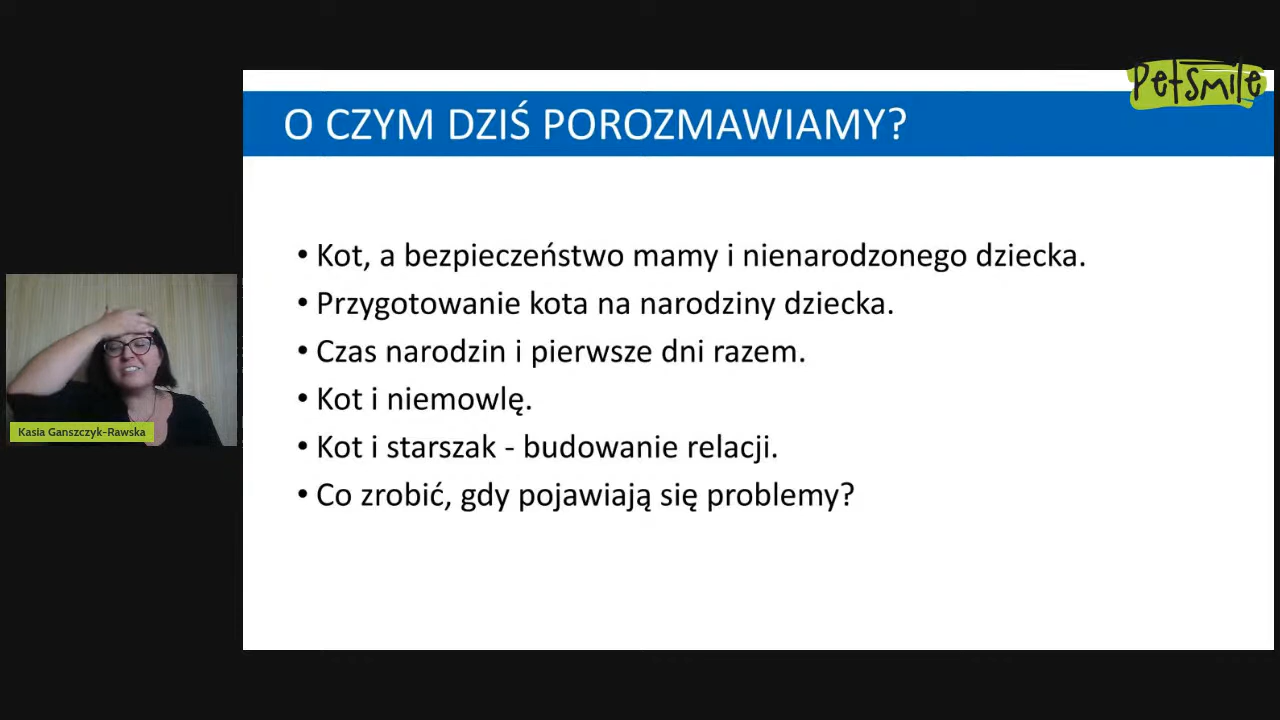 PetSmile
O CZYM DZIŚ POROZMAWIAMY?
• Kot, a bezpieczeństwo mamy i nienarodzonego dziecka.
• Przygotowanie kota na narodziny dziecka.
• Czas narodzin i pierwsze dni razem.
• Kot i niemowlę.
• Kot i starszak - budowanie relacji.
• Co zrobić, gdy pojawiają się problemy?
Kasia Ganszczyk-Rawska